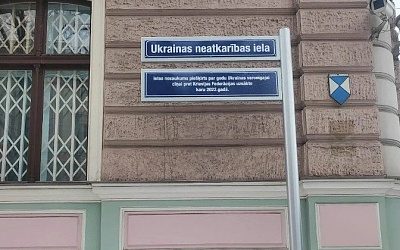 Ukrainas neatkarības iela
Ielas nosaukums piešķirts par godu Ukrainas varonīgajai
cīņai pret Krievijas Federācijas uzsākto
karu 2022.gadā.